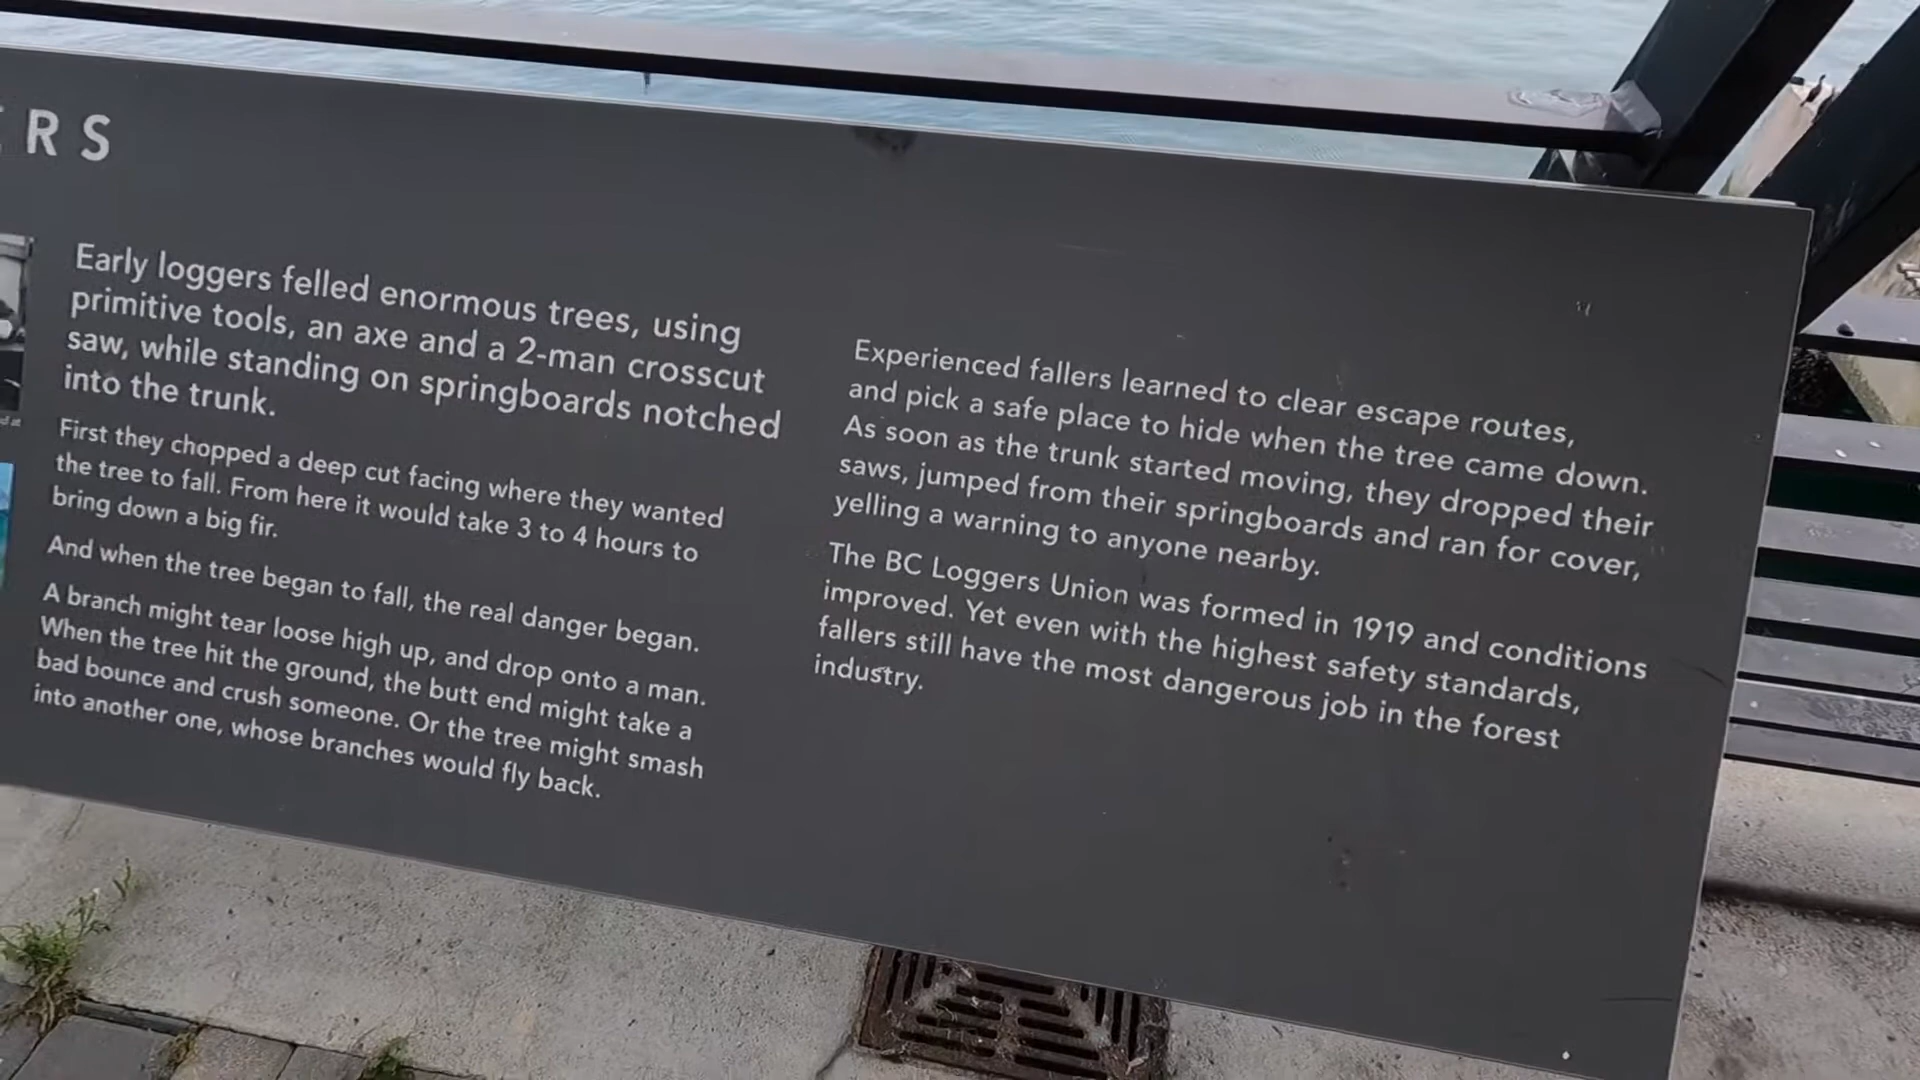 ERS
Early loggers felled enormous trees, using
primitive tools, an axe and a 2-man crosscut
saw, while standing on springboards notched
into the trunk.
First they chopped a deep cut facing where they wanted
the tree to fall. From here it would take 3 to 4 hours to
bring down a big fir.
And when the tree began to fall, the real danger began.
A branch might tear loose high up, and drop onto a man.
When the tree hit the ground, the butt end might take a
bad bounce and crush someone. Or the tree might smash
into another one, whose branches would fly back.
Experienced fallers learned to clear escape routes,
and pick a safe place to hide when the tree came down.
As soon as the trunk started moving, they dropped their
saws, jumped from their springboards and ran for cover,
yelling a warning to anyone nearby.
The BC Loggers Union was formed in 1919 and conditions
improved. Yet even with the highest safety standards,
fallers still have the most dangerous job in the forest
industry.